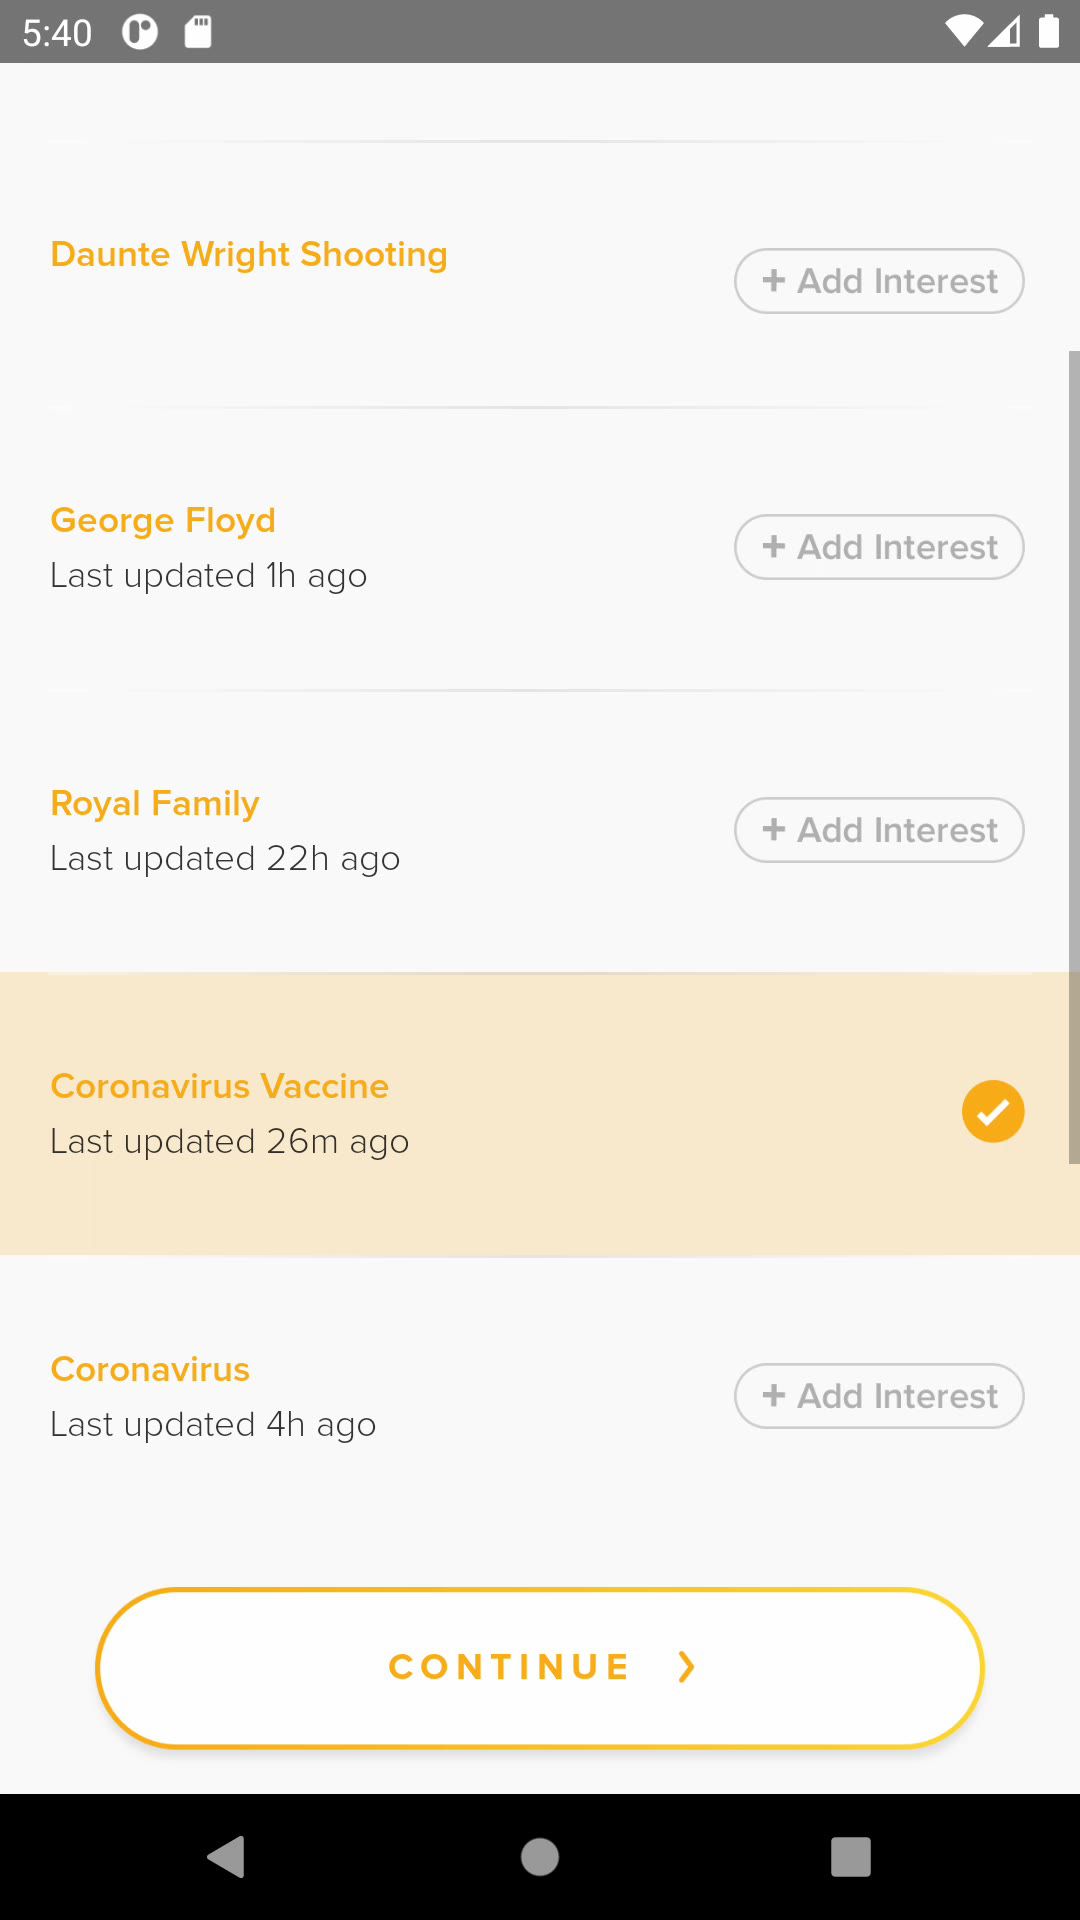 5:40
Daunte Wright Shooting
+ Add Interest
George Floyd
Last updated 1h ago
+ Add Interest
Royal Family
Last updated 22h ago
+ Add Interest
Coronavirus Vaccine
Last updated 26m ago
Coronavirus
Last updated 4h ago
+ Add Interest
CONTINUE